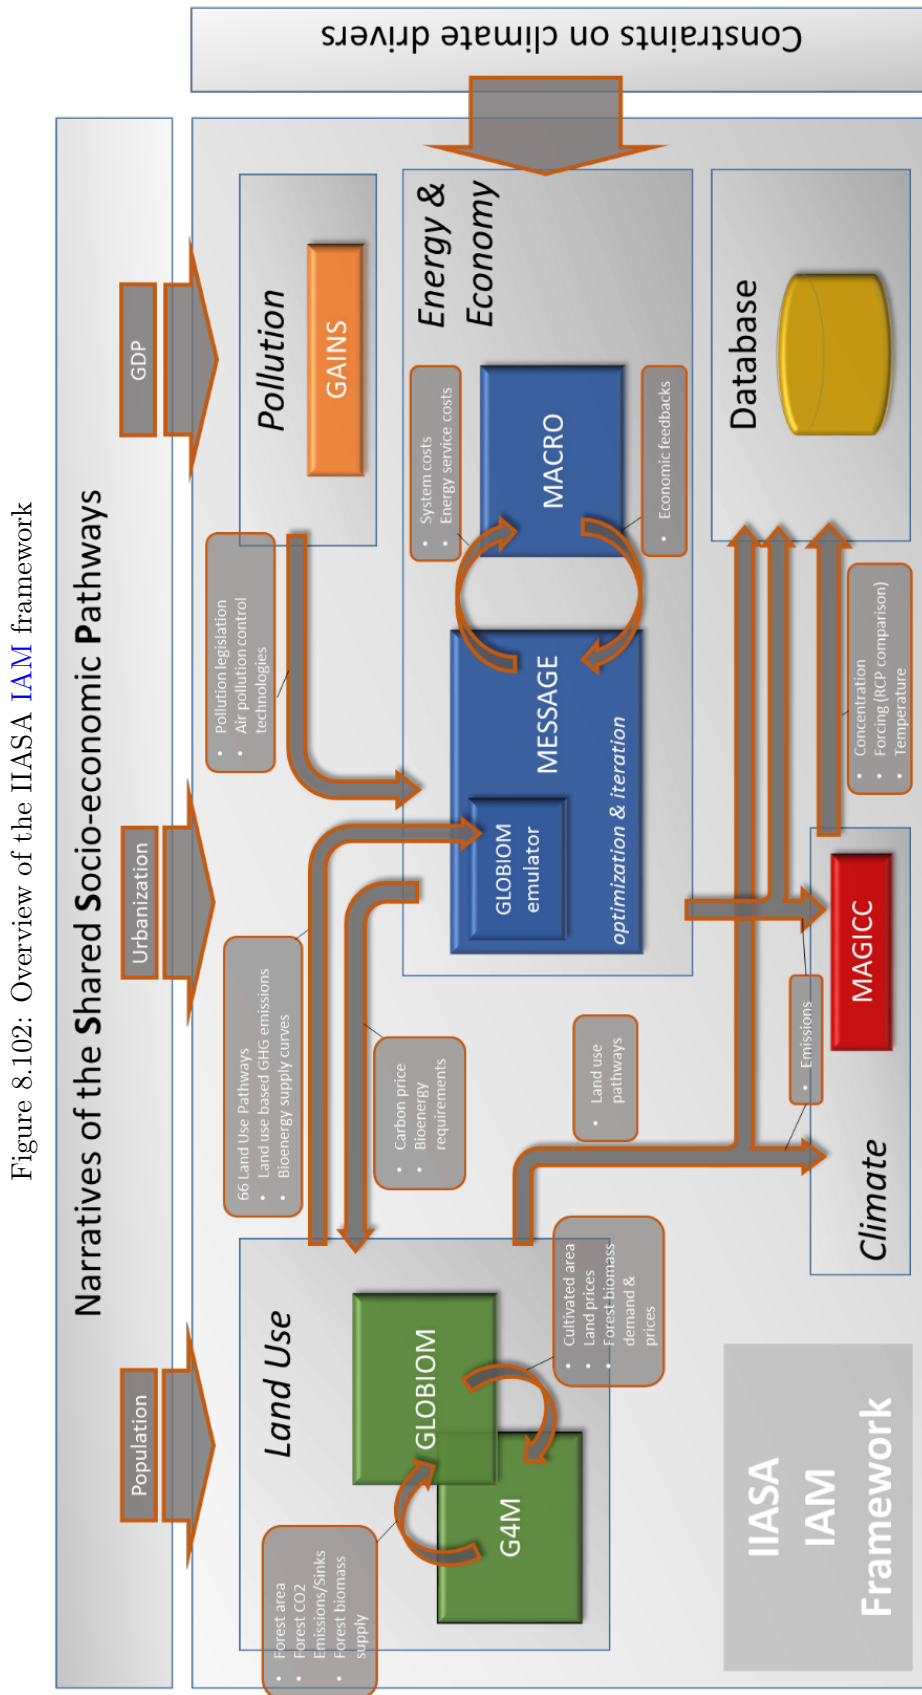 Figure 8.102: Overview of the IIASA IAM framework
Narratives of the Shared Socio-economic Pathways
Population
Urbanization
GDP
Constraints on climate drivers
• Forest area
• Forest CO2
Emissions/Sinks
• Forest biomass
supply
Land Use
GLOBIOM
G4M
• Cultivated area
• Land prices
• Forest biomass
demand &
prices
66 Land Use Pathways
• Land use based GHG emissions
• Bioenergy supply curves
• Carbon price
• Bioenergy
requirements
• Pollution legislation
• Air pollution control
technologies
Pollution
GAINS
Energy &
Economy
MESSAGE
GLOBIOM
emulator
optimization & iteration
• System costs
• Energy service costs
MACRO
• Economic feedbacks
• Land use
pathways
• Emissions
Climate
MAGICC
• Concentration
• Forcing (RCP comparison)
• Temperature
Database
IIASA
IAM
Framework